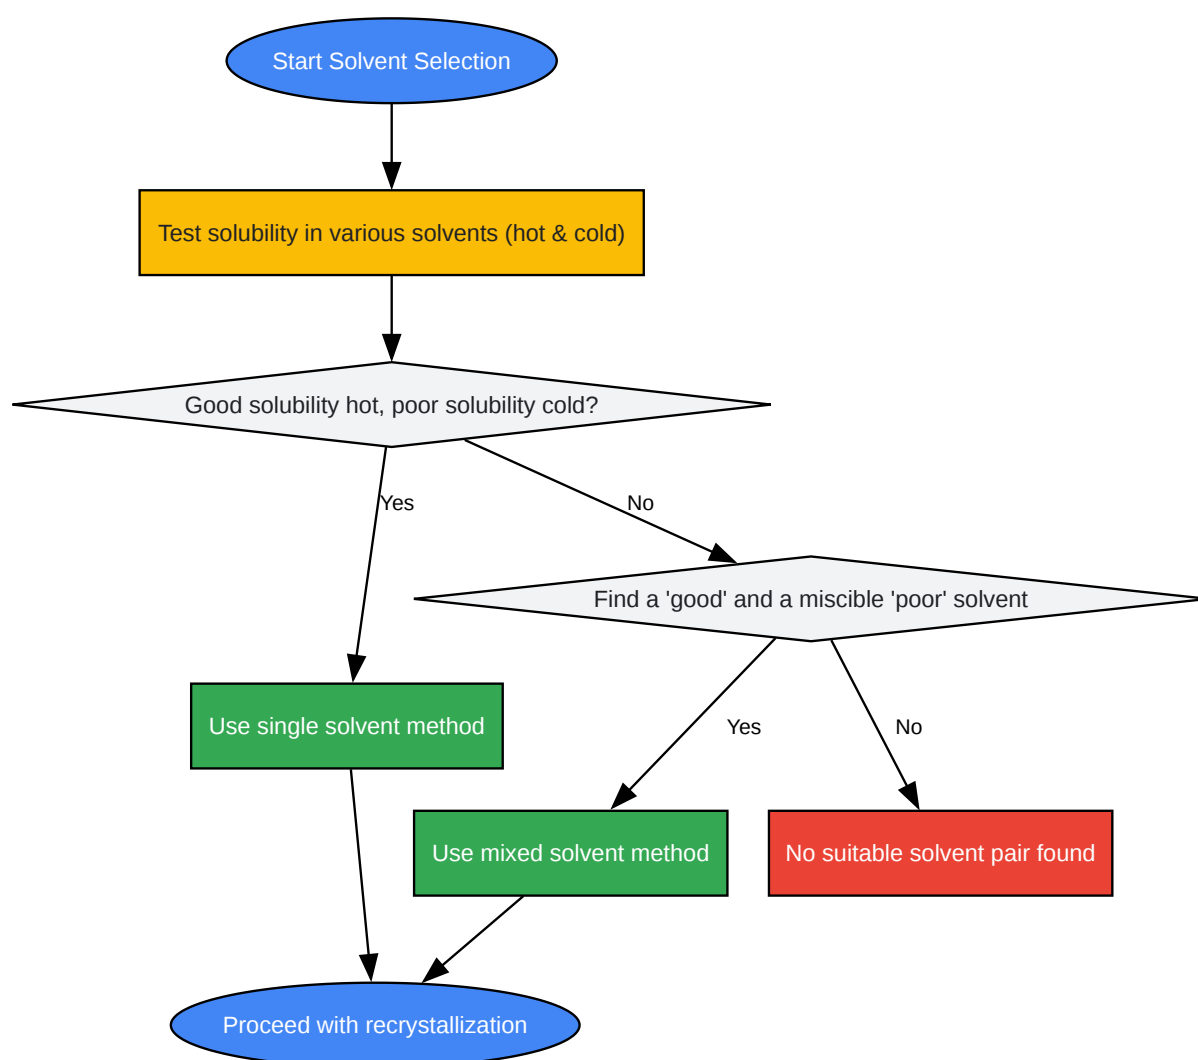 Start Solvent Selection
Test solubility in various solvents (hot & cold)
Good solubility hot, poor solubility cold?
Yes
No
Find a 'good' and a miscible 'poor' solvent
Use single solvent method
Yes
No
Use mixed solvent method
No suitable solvent pair found
Proceed with recrystallization